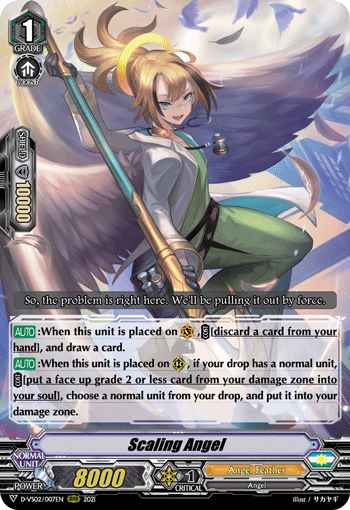 1
GRADE
BOOST
SHIELD
10000
So, the problem is right here. We'll be pulling it out by force.
AUTO:When this unit is placed on , [discard a card from your
hand], and draw a card.
AUTO:When this unit is placed on , if your drop has a normal unit,
[put a face up grade 2 or less card from your damage zone into
your soul], choose a normal unit from your drop, and put it into your
damage zone.
Scaling Angel
NORMAL
UNIT
POWER
8000
1
CRITICAL
Angel Feather
Angel
D-VS02/007EN RRR 2021
Illust / サカヤギ